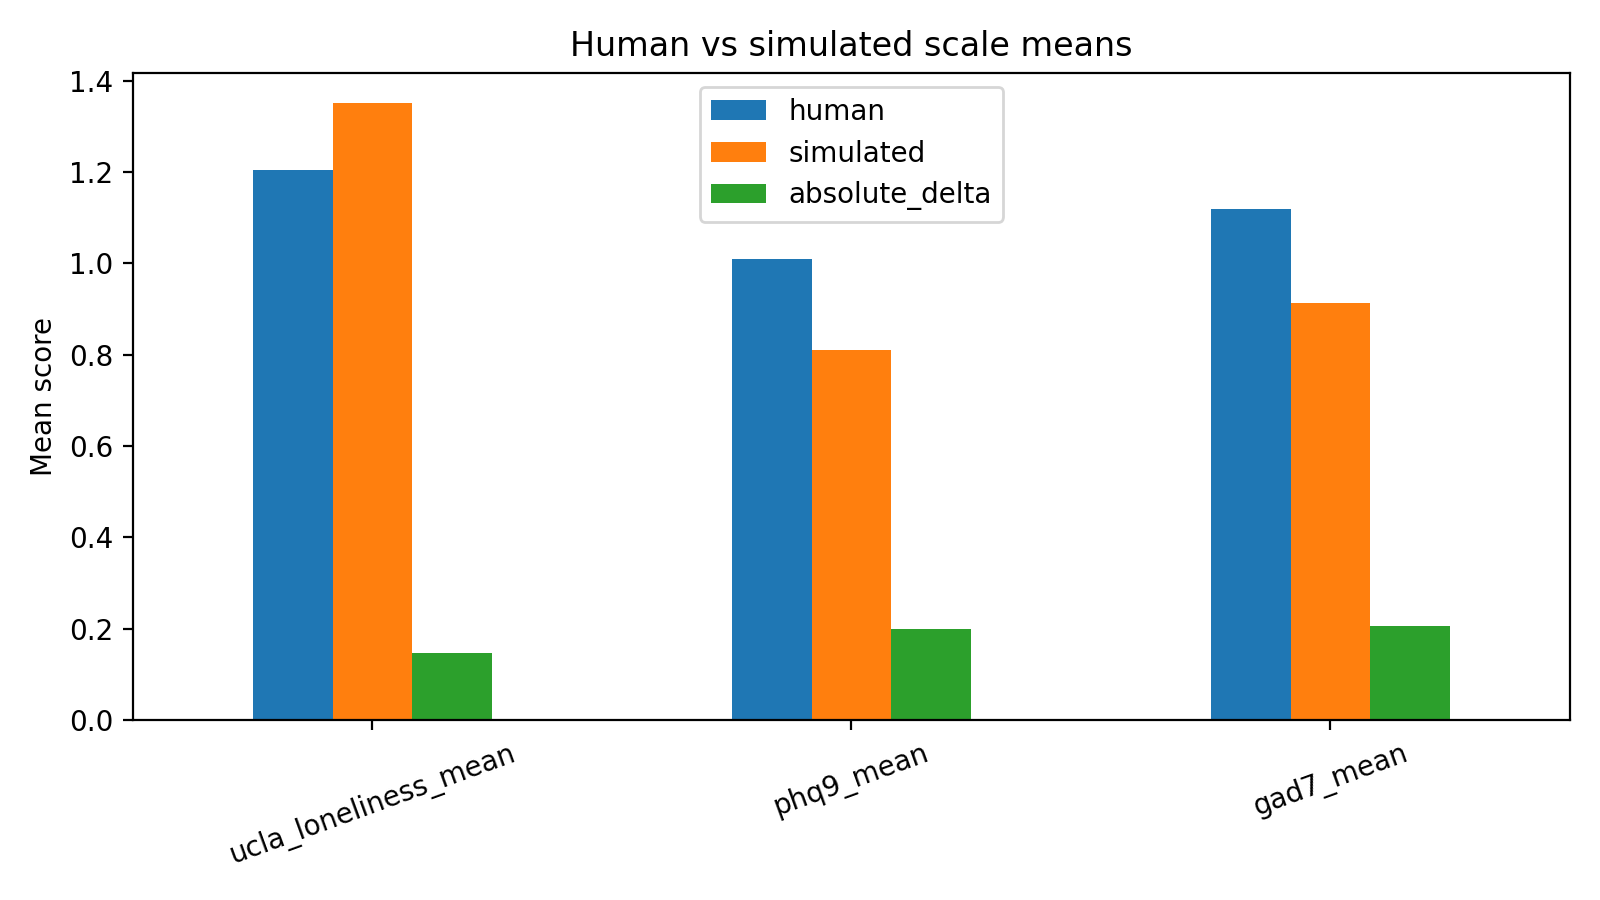 Human vs simulated scale means
human
simulated
absolute_delta
Mean score
1.4
1.2
1.0
0.8
0.6
0.4
0.2
0.0
ucla_loneliness_mean
phq9_mean
gad7_mean